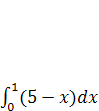 ∫₀¹(5 − x)dx